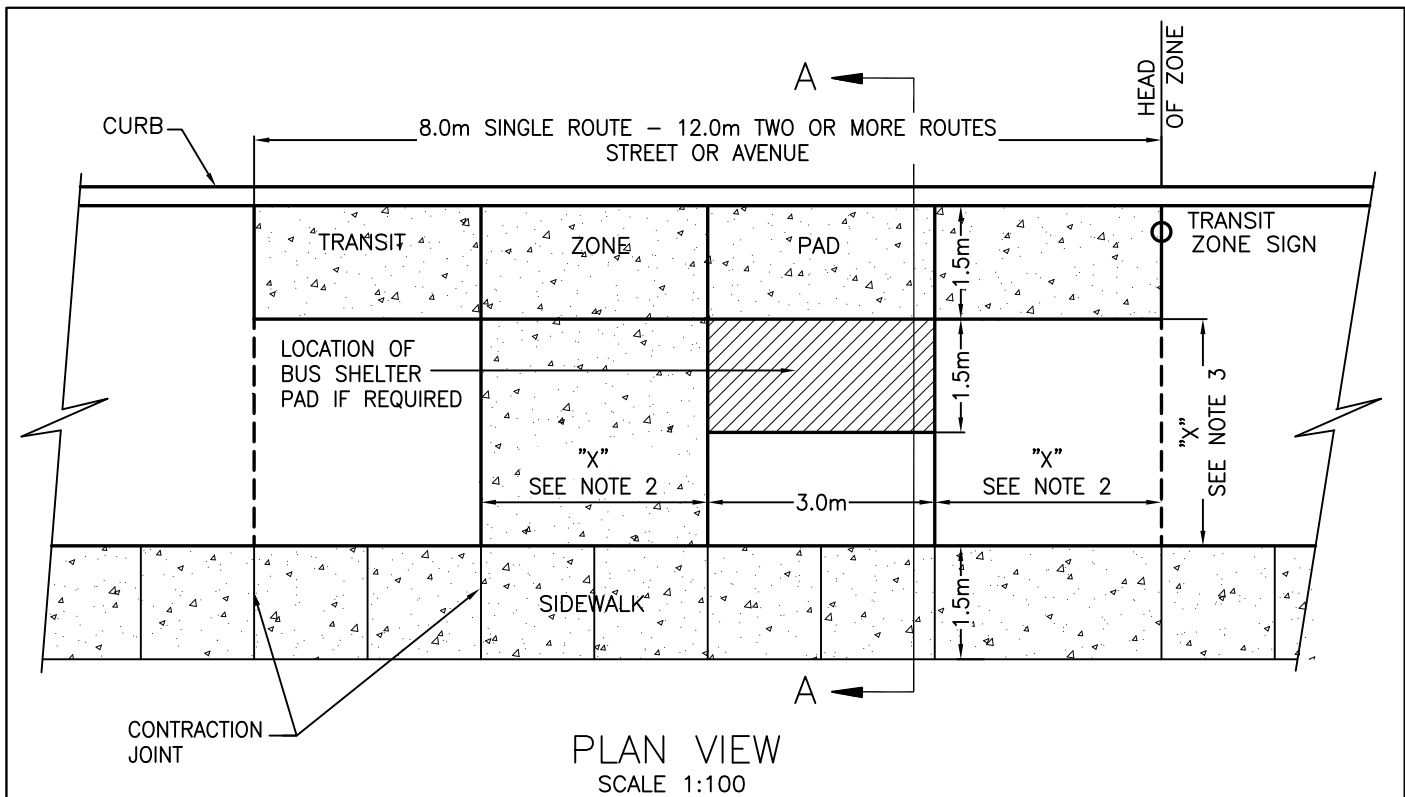 A
HEAD
OF ZONE
CURB
8.0m SINGLE ROUTE – 12.0m TWO OR MORE ROUTES
STREET OR AVENUE
TRANSIT
ZONE
PAD
1.5m
TRANSIT
ZONE SIGN
LOCATION OF
BUS SHELTER
PAD IF REQUIRED
1.5m
"X"
SEE NOTE 3
"X"
SEE NOTE 2
3.0m
"X"
SEE NOTE 2
SIDEWALK
1.5m
A
CONTRACTION
JOINT
PLAN VIEW
SCALE 1:100